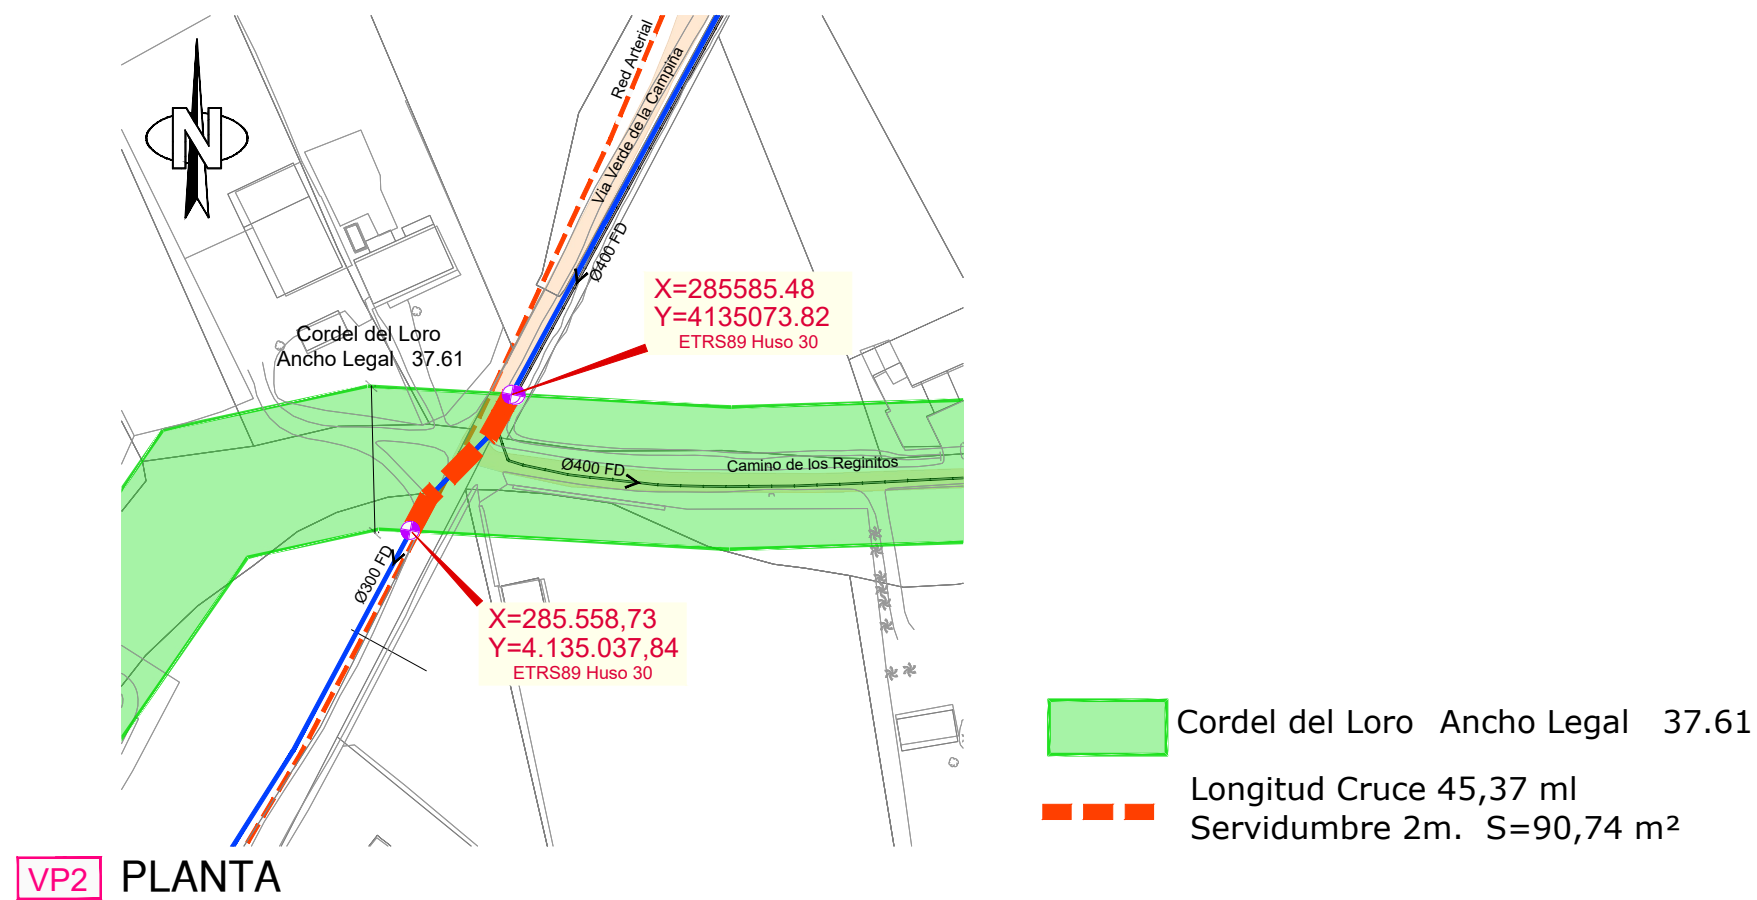 N
Red Arterial
Via Verde de la Campiña
Ø400 FD
X=285585.48
Y=4135073.82
ETRS89 Huso 30
Cordel del Loro
Ancho Legal 37.61
Ø400 FD
Camino de los Reginitos
Ø300 FD
X=285.558,73
Y=4.135.037,84
ETRS89 Huso 30
Cordel del Loro Ancho Legal 37.61
Longitud Cruce 45,37 ml
Servidumbre 2m. S=90,74 m²
VP2 PLANTA